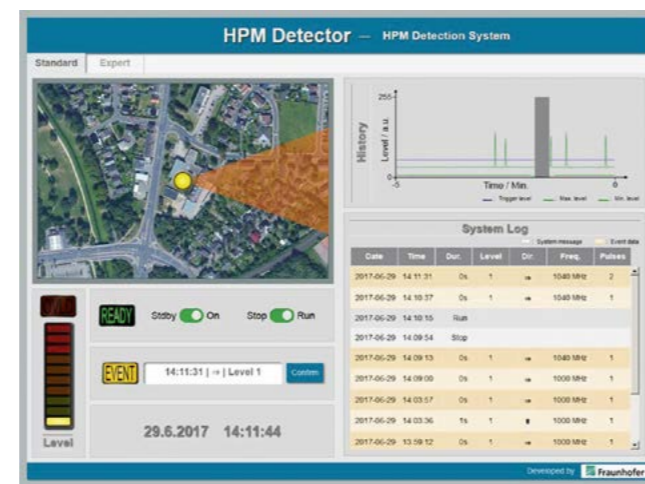 HPM Detector — HPM Detection System
Standard Expert
History
Level / a.u.
255
0
-5 Time / Min. 0
Trigger level Max. level Min. level
System Log
System message Event data
Date Time Dur. Level Dir. Freq. Pulses
2017-06-29 14:11:31 0s 1 ⇒ 1040 MHz 2
2017-06-29 14:10:37 0s 1 ⇒ 1040 MHz 1
2017-06-29 14:10:15 Run
2017-06-29 14:09:54 Stop
2017-06-29 14:09:13 0s 1 ⇒ 1040 MHz 1
2017-06-29 14:09:00 0s 1 ⇒ 1000 MHz 1
2017-06-29 14:03:57 0s 1 ⇒ 1000 MHz 1
2017-06-29 14:03:36 1s 1 1000 MHz 1
2017-06-29 13:59:12 0s 1 ⇒ 1000 MHz 1
READY Stdby On Stop Run
EVENT 14:11:31 | ⇒ | Level 1 Confirm
29.6.2017 14:11:44
Level
Developed by Fraunhofer